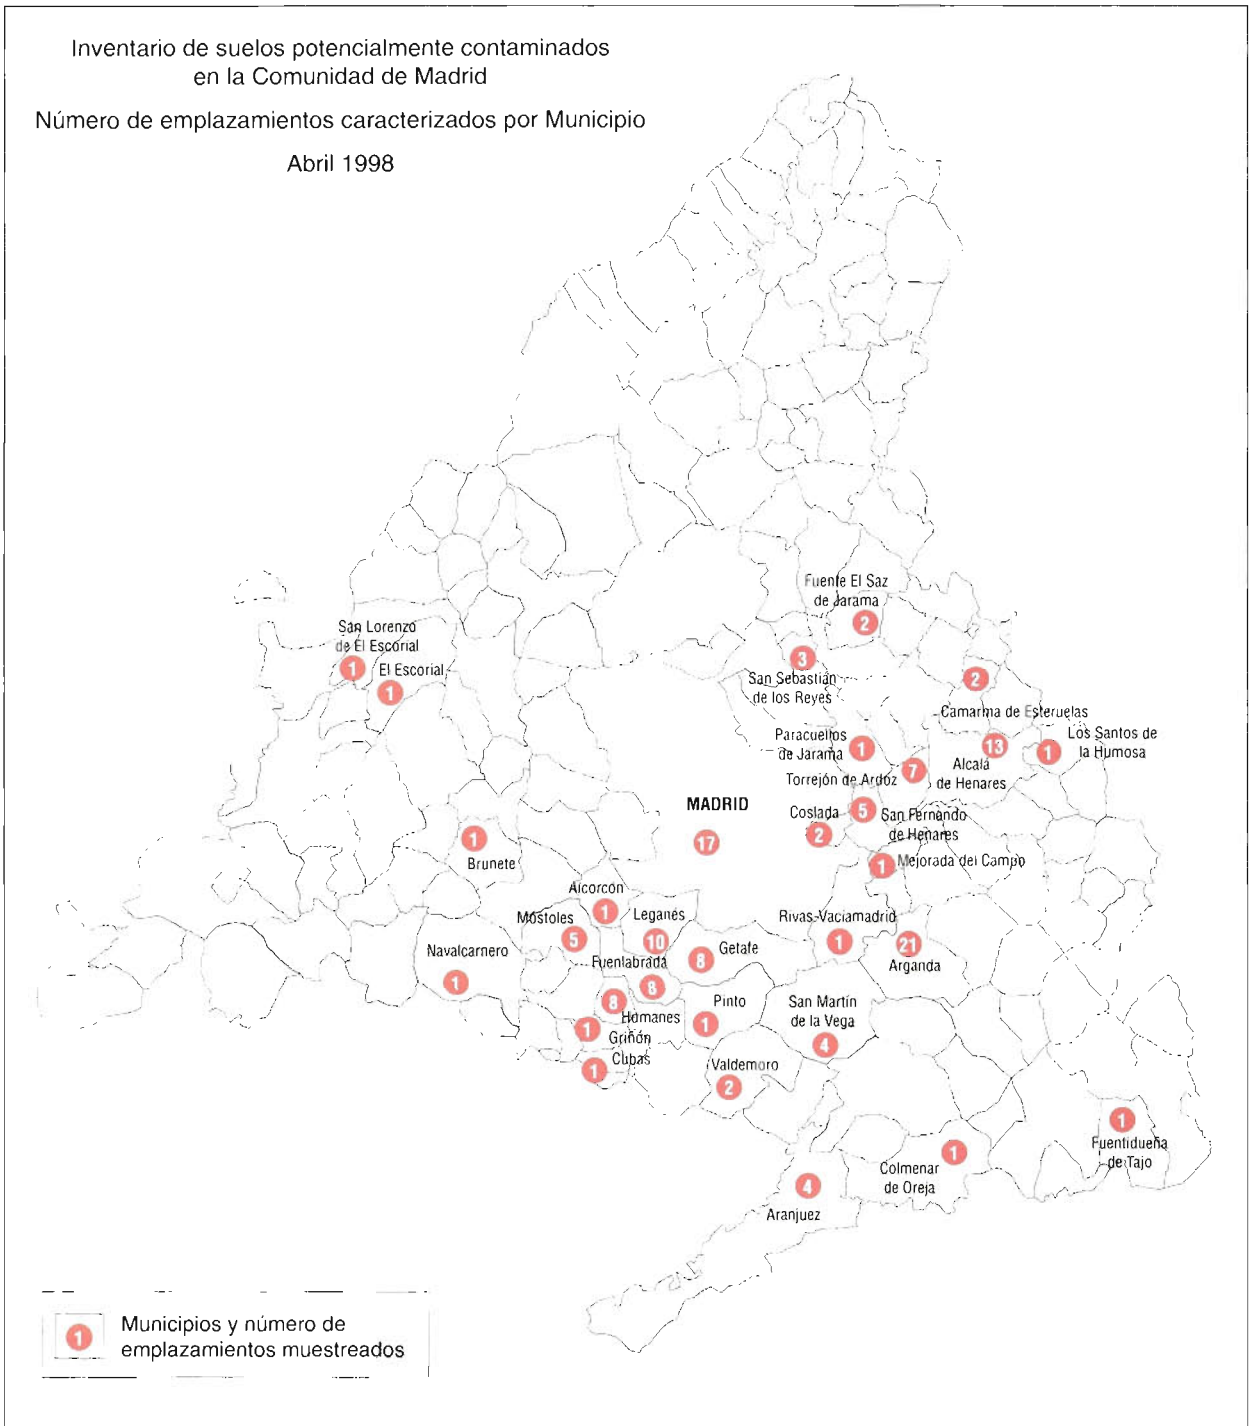 Inventario de suelos potencialmente contaminados
en la Comunidad de Madrid
Número de emplazamientos caracterizados por Municipio
Abril 1998
Fuente El Saz
de Jarama
2
San Lorenzo
de El Escorial
1
El Escorial
1
3
San Sebastián
de los Reyes
2
Camarma de Esteruelas
Los Santos de
la Humosa
1
13
Alcalá
de Henares
Paracuellos
de Jarama
1
Torrejón de Ardoz
7
MADRID
17
Coslada
2
5
San Fernando
de Henares
1
Mejorada del Campo
1
Brunete
Alcorcón
1
Móstoles
5
Leganés
10
Getafe
8
Rivas-Vaciamadrid
1
21
Arganda
Navalcarnero
1
Fuenlabrada
8
8
Humanes
1
Griñón
Cubas
1
Pinto
1
San Martín
de la Vega
4
Valdemoro
2
1
Fuentidueña
de Tajo
1
Colmenar
de Oreja
4
Aranjuez
1
Municipios y número de
emplazamientos muestreados